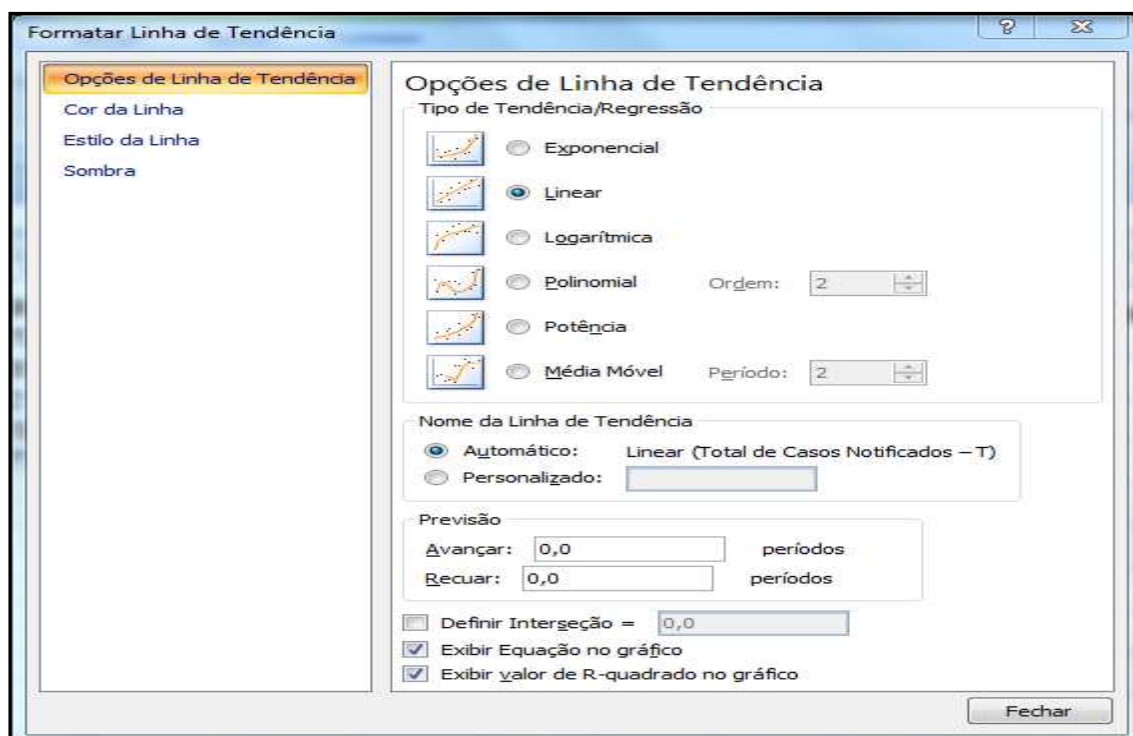 Formatar Linha de Tendência
Opções de Linha de Tendência
Cor da Linha
Estilo da Linha
Sombra
Opções de Linha de Tendência
Tipo de Tendência/Regressão
Exponencial
Linear
Logarítmica
Polinomial Ordem: 2
Potência
Média Móvel Período: 2
Nome da Linha de Tendência
Automático: Linear (Total de Casos Notificados – T)
Personalizado:
Previsão
Avançar: 0,0 períodos
Recuar: 0,0 períodos
Definir Interseção = 0,0
Exibir Equação no gráfico
Exibir valor de R-quadrado no gráfico
Fechar